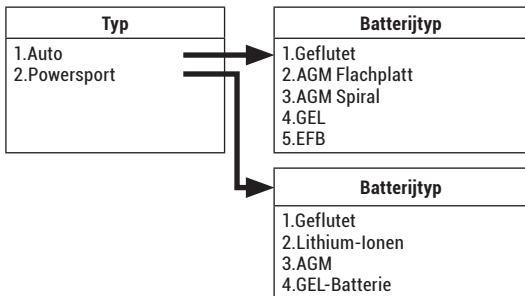 Typ
1.Auto
2.Powersport
Batterijtyp
1.Geflutet
2.AGM Flachplatt
3.AGM Spiral
4.GEL
5.EFB
Batterijtyp
1.Geflutet
2.Lithium-Ionen
3.AGM
4.GEL-Batterie